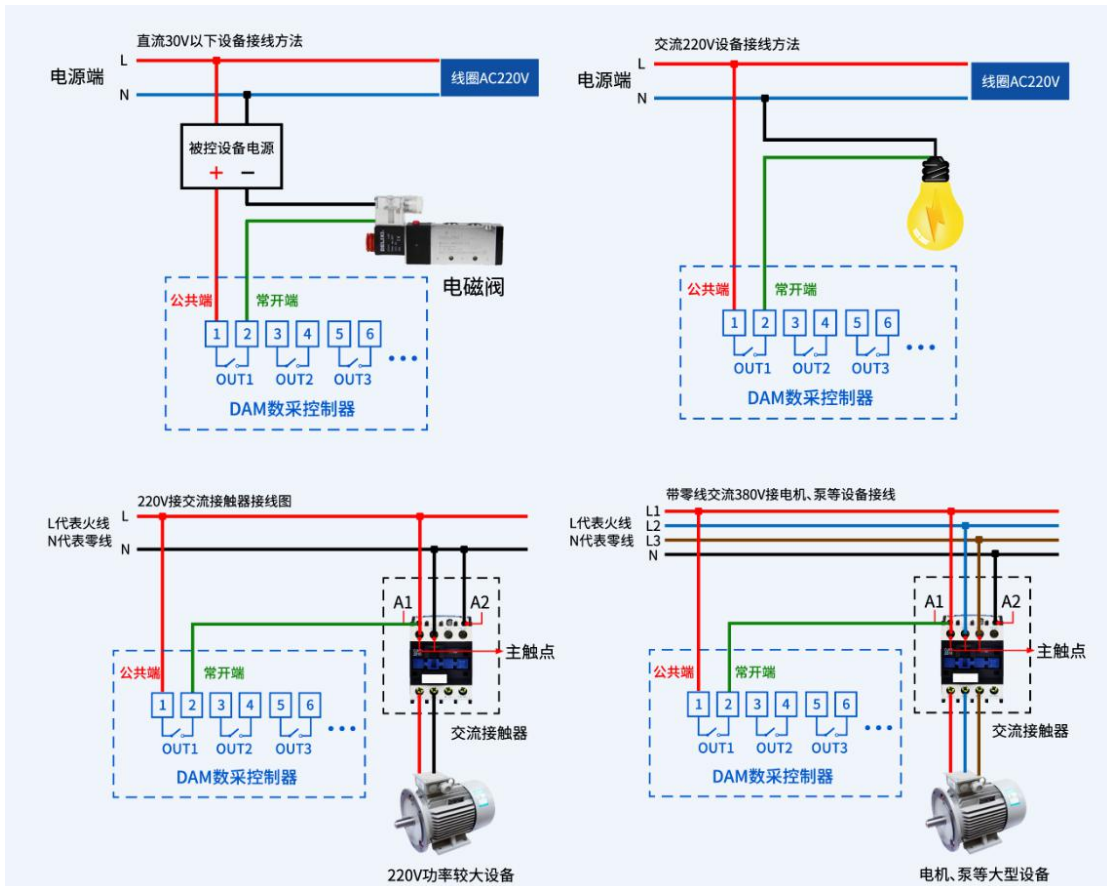 直流30V以下设备接线方法
L
电源端
N
线圈AC220V
被控设备电源
+ −
电磁阀
公共端
常开端
1 2 3 4 5 6
OUT1 OUT2 OUT3
DAM数采控制器
交流220V设备接线方法
L
电源端
N
线圈AC220V
公共端
常开端
1 2 3 4 5 6
OUT1 OUT2 OUT3
DAM数采控制器
220V接交流接触器接线图
L代表火线 L
N代表零线 N
A1 A2
主触点
公共端
常开端
1 2 3 4 5 6
OUT1 OUT2 OUT3
交流接触器
DAM数采控制器
220V功率较大设备
带零线交流380V接电机、泵等设备接线
L1
L代表火线 L2
N代表零线 L3
N
A1 A2
主触点
公共端
常开端
1 2 3 4 5 6
OUT1 OUT2 OUT3
交流接触器
DAM数采控制器
电机、泵等大型设备